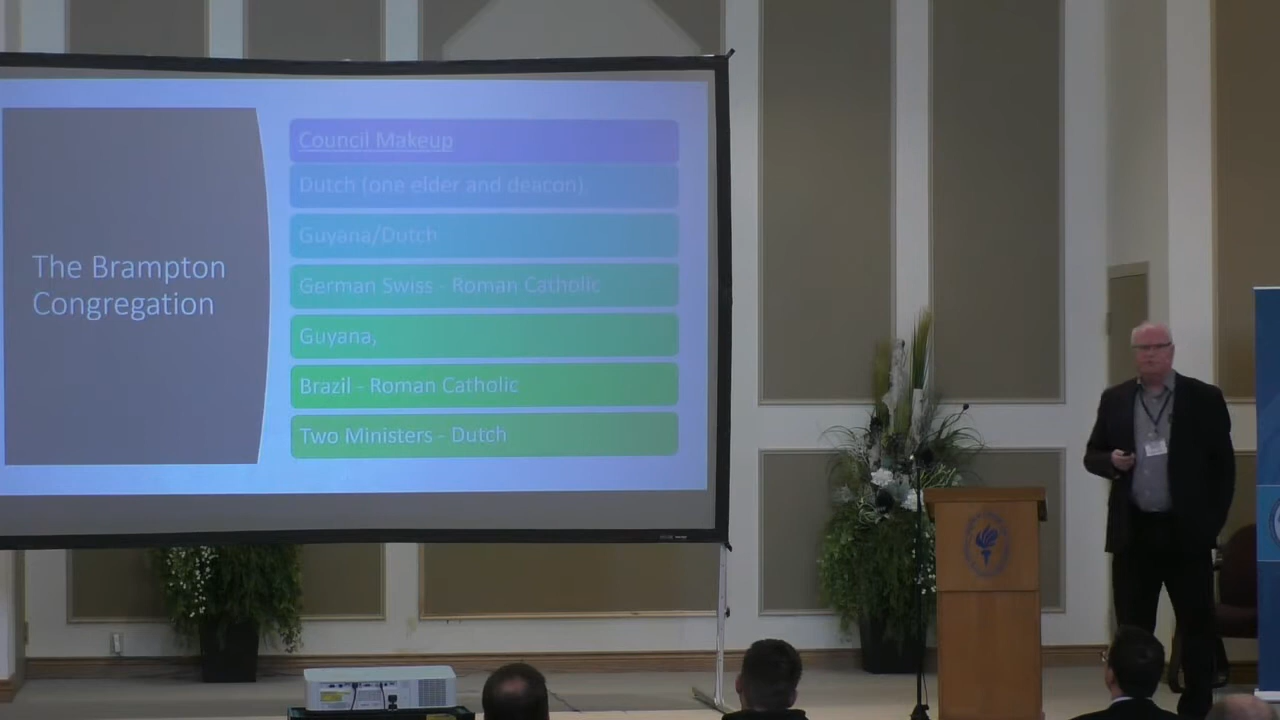 The Brampton
Congregation
Council Makeup
Dutch (one elder and deacon)
Guyana/Dutch
German Swiss - Roman Catholic
Guyana,
Brazil - Roman Catholic
Two Ministers - Dutch